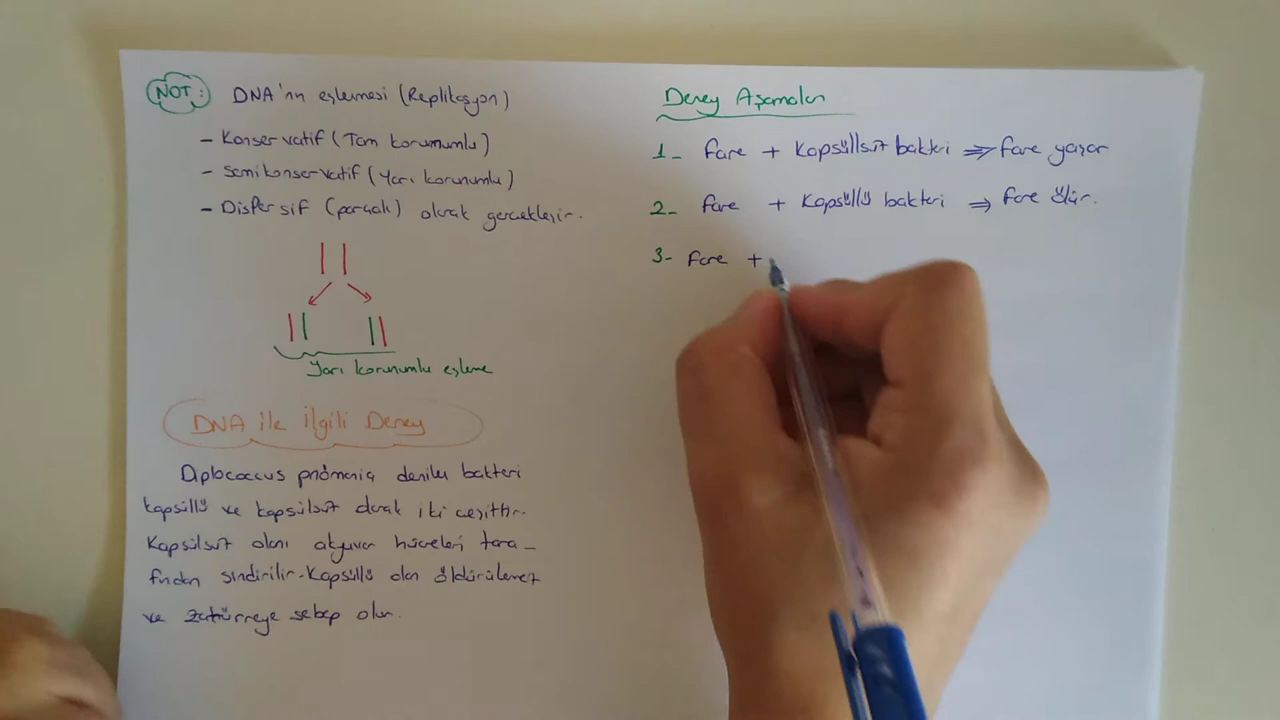 NOT: DNA'nın eşlemesi (Replikasyon)
- Konservatif (Tam korunumlu)
- Semikonservatif (Yarı korunumlu)
- Dispersif (parçalı) olarak gerçekleşir.
Yarı korunumlu eşleme
DNA ile ilgili Deney
Diplococcus pnömonia denilen bakteri
kapsüllü ve kapsülsüz olarak iki çeşittir.
Kapsülsüz olanı akyuvar hücreleri tara-
fından sindirilir. Kapsüllü olan öldürülemez
ve zatürreye sebep olur.
Deney Aşamaları
1- fare + Kapsüllsüz bakteri ⇒ fare yaşar
2- fare + Kapsüllü bakteri ⇒ fare ölür.
3- Fare +